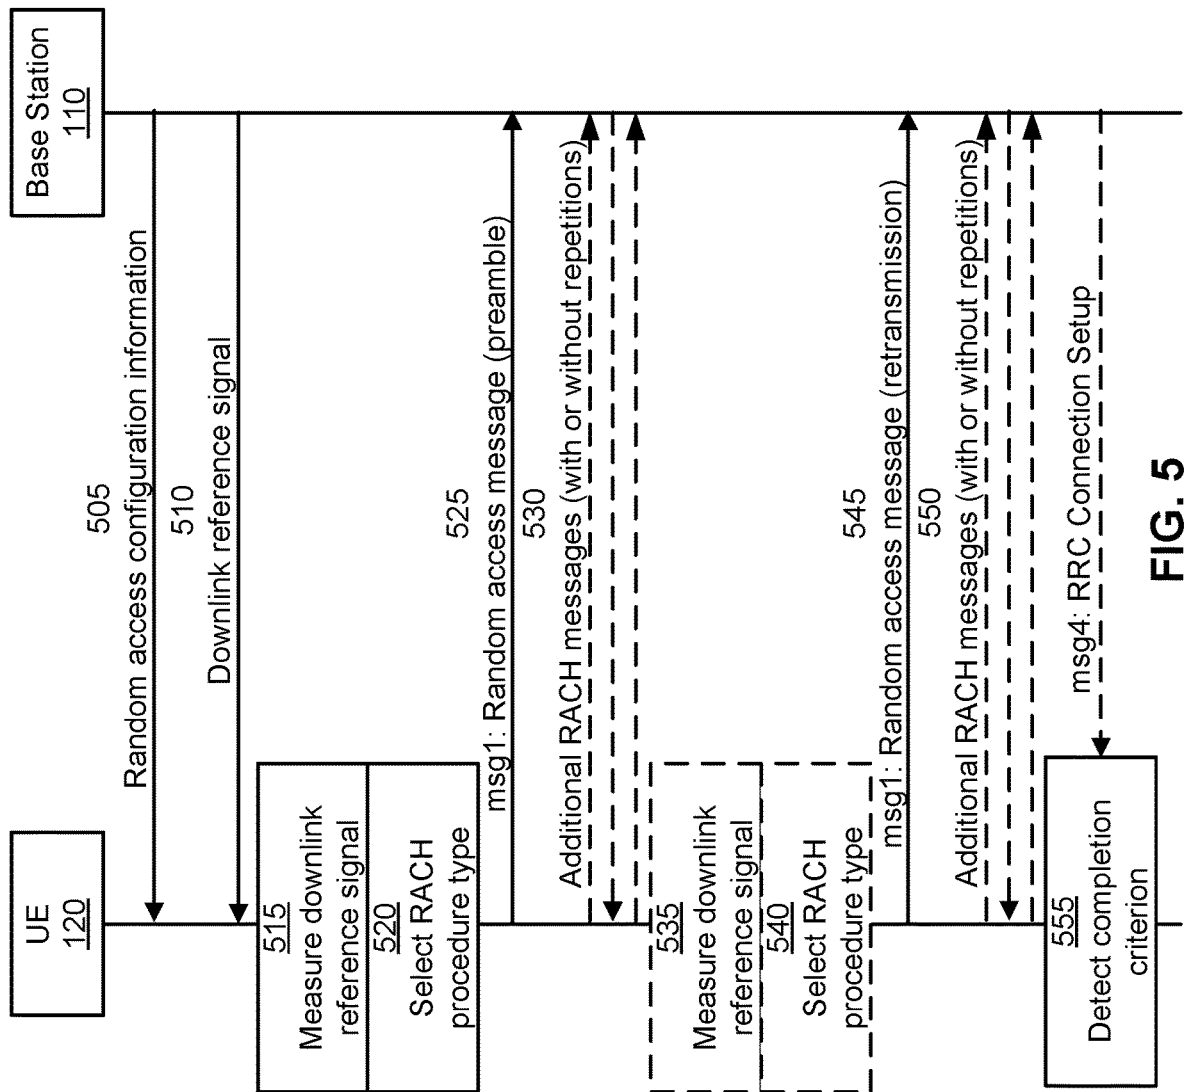 UE
120
Base Station
110
505
Random access configuration information
510
Downlink reference signal
515
Measure downlink
reference signal
520
Select RACH
procedure type
525
msg1: Random access message (preamble)
530
Additional RACH messages (with or without repetitions)
535
Measure downlink
reference signal
540
Select RACH
procedure type
545
msg1: Random access message (retransmission)
550
Additional RACH messages (with or without repetitions)
msg4: RRC Connection Setup
555
Detect completion
criterion
FIG. 5